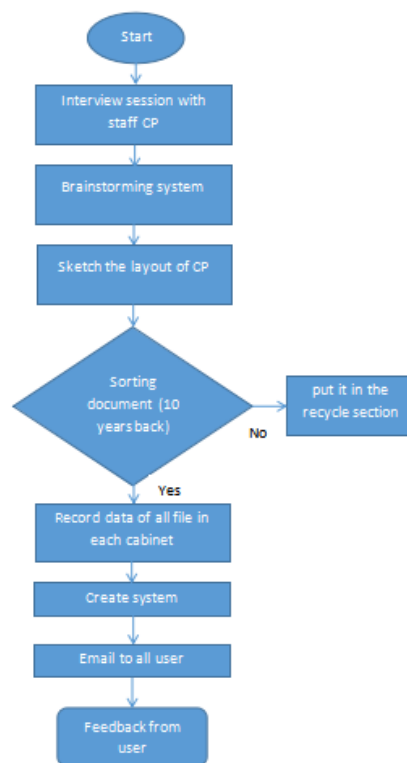 Start
Interview session with
staff CP
Brainstorming system
Sketch the layout of CP
Sorting
document (10
years back)
put it in the
recycle section
No
Yes
Record data of all file in
each cabinet
Create system
Email to all user
Feedback from
user